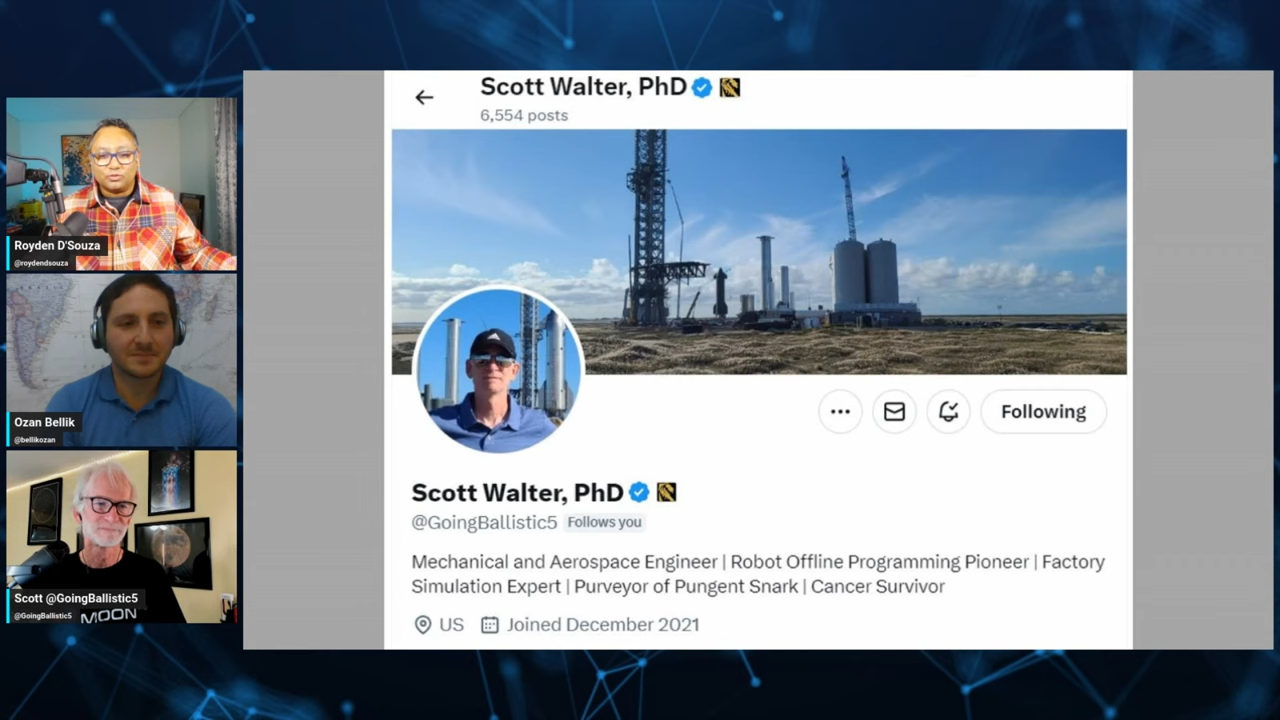 Royden D'Souza
@roydendsouza
Ozan Bellik
@bellikozan
Scott @GoingBallistic5
@GoingBallistic5
MOON
Scott Walter, PhD
6,554 posts
Following
Scott Walter, PhD
@GoingBallistic5 Follows you
Mechanical and Aerospace Engineer | Robot Offline Programming Pioneer | Factory
Simulation Expert | Purveyor of Pungent Snark | Cancer Survivor
US Joined December 2021